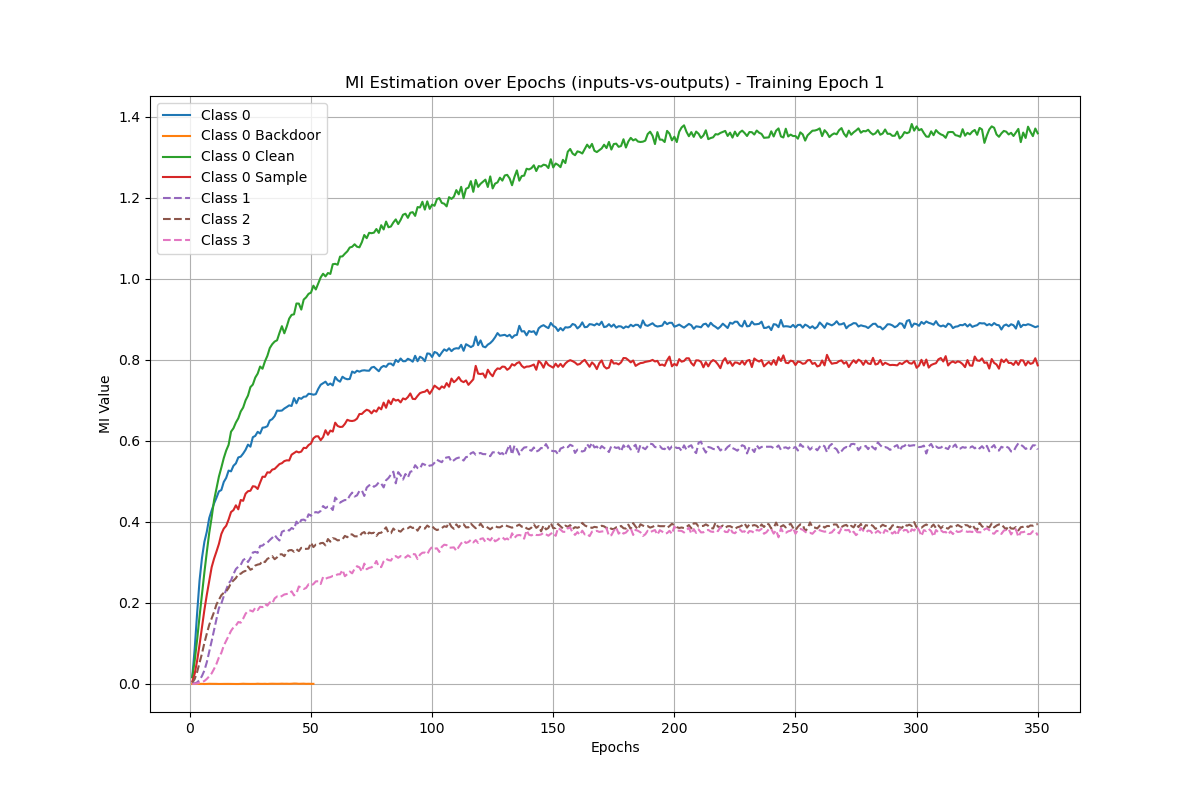 MI Estimation over Epochs (inputs-vs-outputs) - Training Epoch 1
Class 0
Class 0 Backdoor
Class 0 Clean
Class 0 Sample
Class 1
Class 2
Class 3
MI Value
1.4
1.2
1.0
0.8
0.6
0.4
0.2
0.0
0 50 100 150 200 250 300 350
Epochs